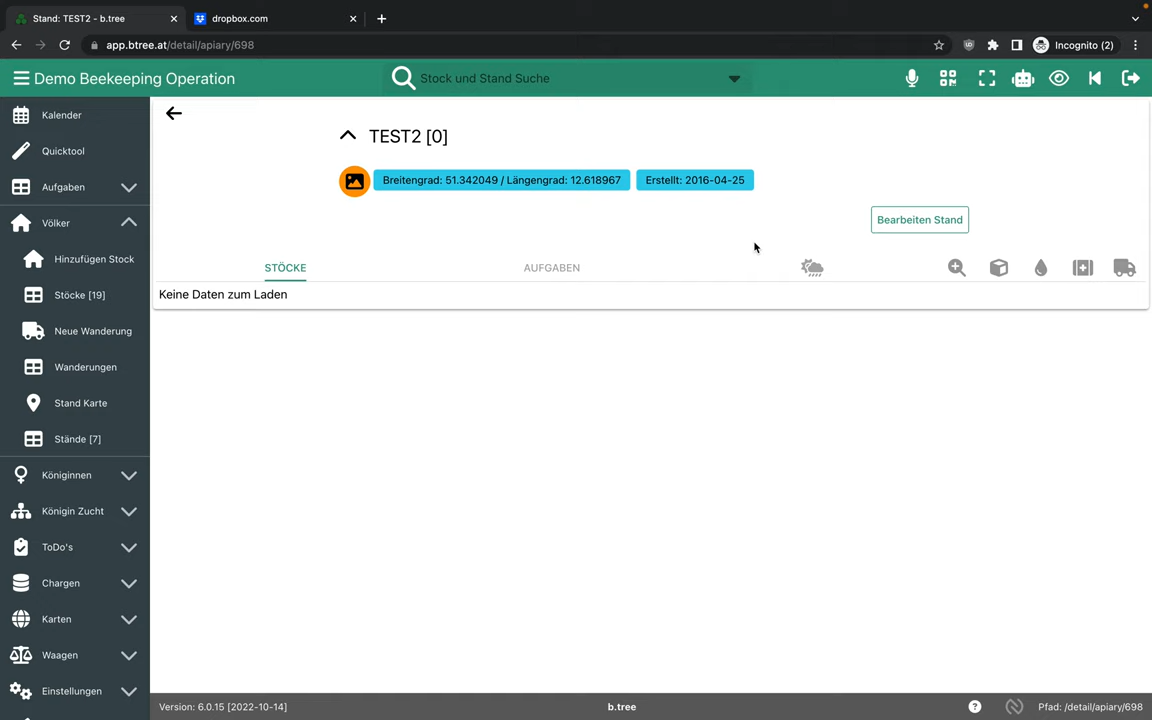 Stand: TEST2 - b.tree
dropbox.com
app.btree.at/detail/apiary/698
Incognito (2)
Demo Beekeeping Operation
Stock und Stand Suche
Kalender
Quicktool
Aufgaben
Völker
Hinzufügen Stock
Stöcke [19]
Neue Wanderung
Wanderungen
Stand Karte
Stände [7]
Königinnen
Königin Zucht
ToDo's
Chargen
Karten
Waagen
Einstellungen
TEST2 [0]
Breitengrad: 51.342049 / Längengrad: 12.618967
Erstellt: 2016-04-25
Bearbeiten Stand
STÖCKE
AUFGABEN
Keine Daten zum Laden
Version: 6.0.15 [2022-10-14]
b.tree
Pfad: /detail/apiary/698